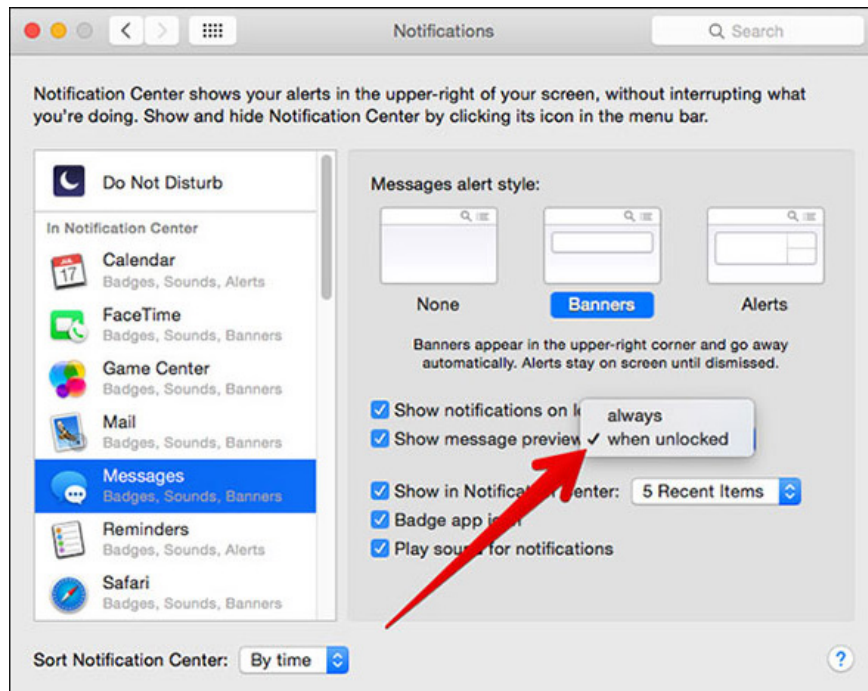 Notifications
Search
Notification Center shows your alerts in the upper-right of your screen, without interrupting what
you're doing. Show and hide Notification Center by clicking its icon in the menu bar.
Do Not Disturb
In Notification Center
JUL
17
Calendar
Badges, Sounds, Alerts
FaceTime
Badges, Sounds, Banners
Game Center
Badges, Sounds, Banners
Mail
Badges, Sounds, Banners
Messages
Badges, Sounds, Banners
Reminders
Badges, Sounds, Alerts
Safari
Badges, Sounds, Banners
Sort Notification Center: By time
Messages alert style:
None
Banners
Alerts
Banners appear in the upper-right corner and go away
automatically. Alerts stay on screen until dismissed.
Show notifications on
always
Show message preview
✓ when unlocked
Show in Notification Center: 5 Recent Items
Badge app icon
Play sound for notifications
?